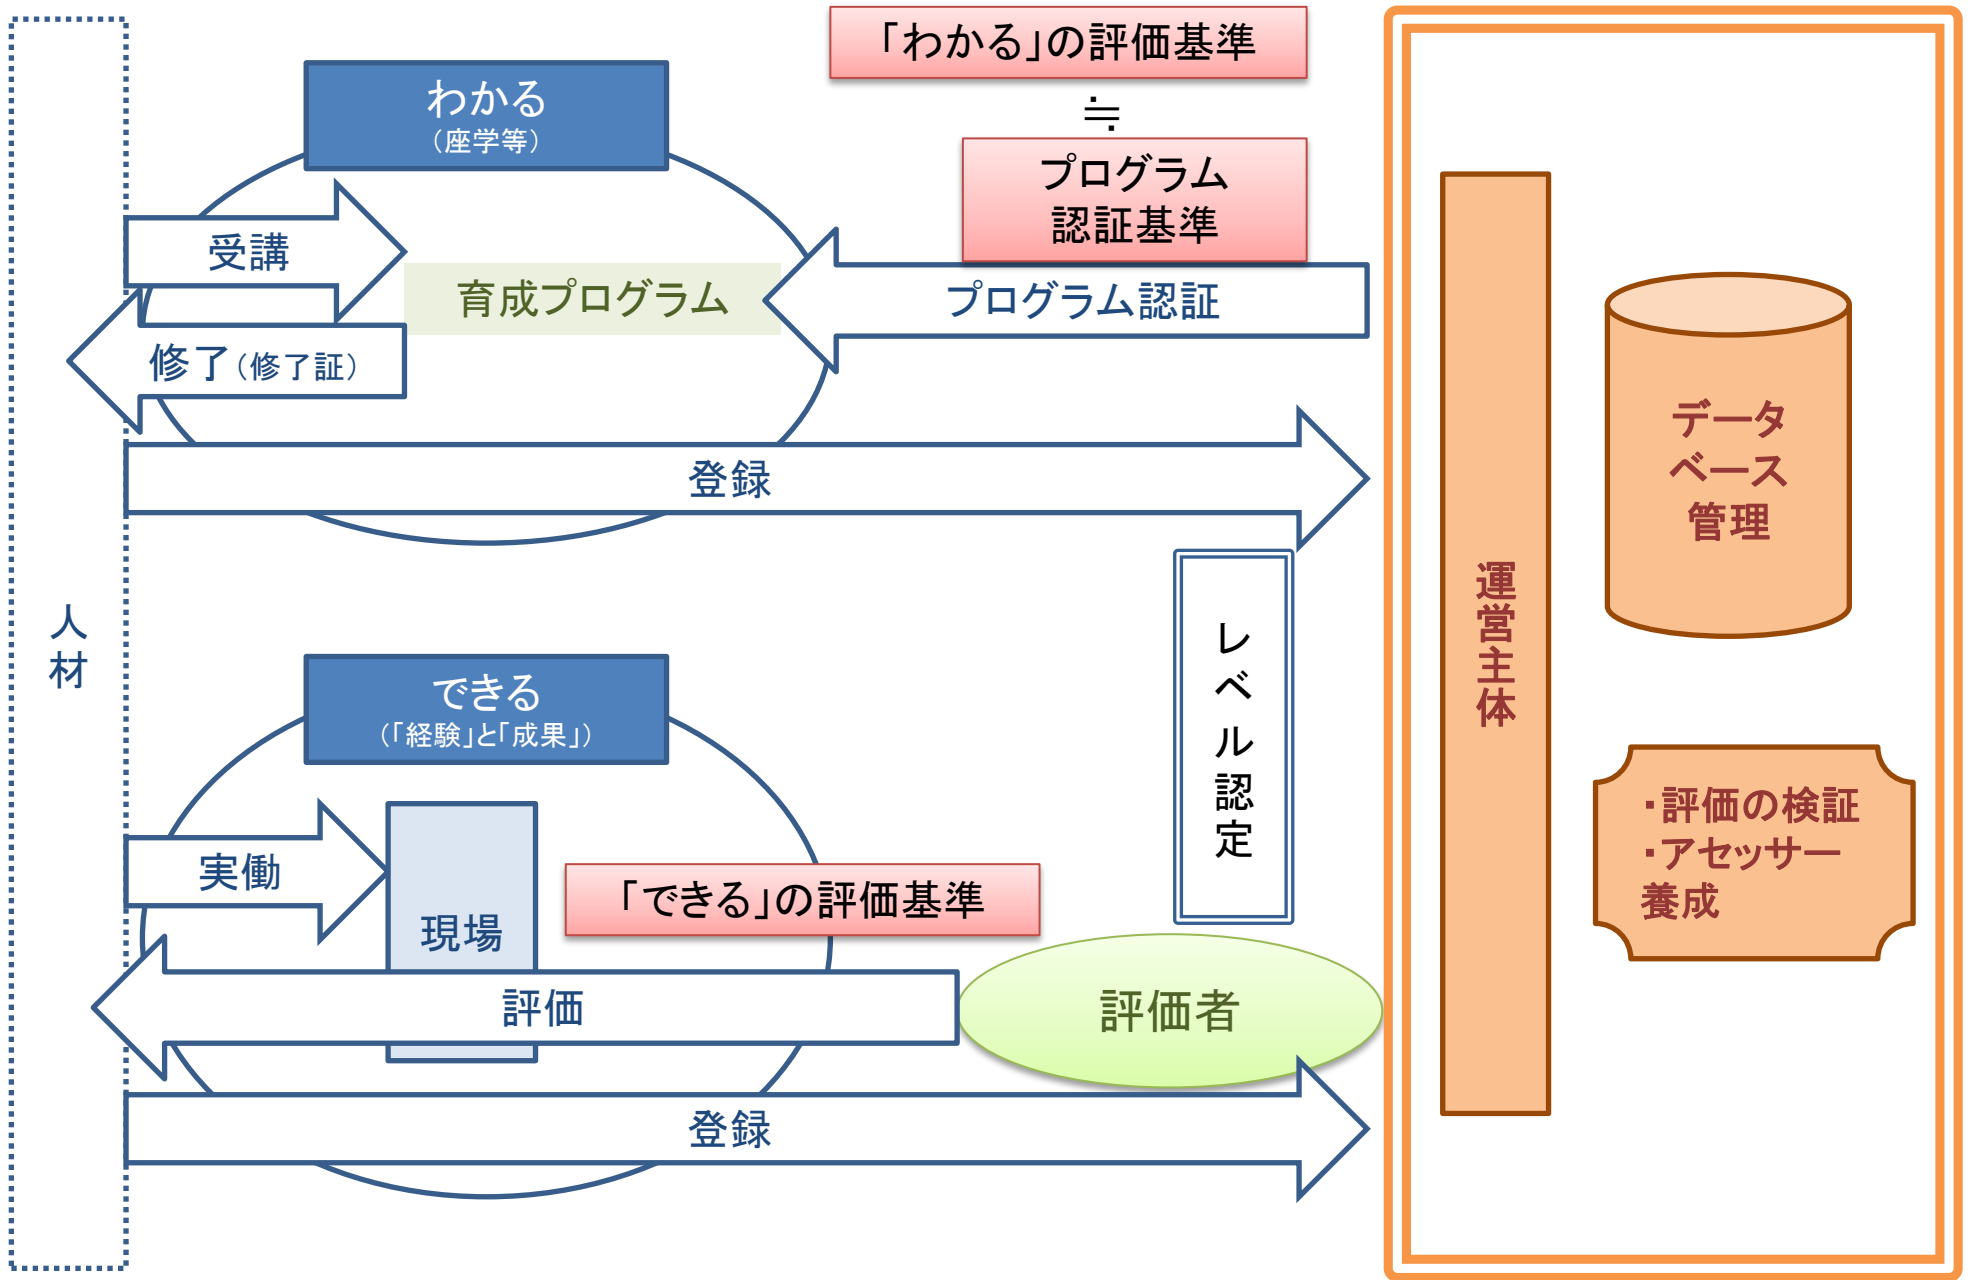 「わかる」の評価基準
≒
プログラム
認証基準
わかる
（座学等）
受講
育成プログラム
プログラム認証
修了（修了証）
登録
人材
できる
（「経験」と「成果」）
実働
現場
「できる」の評価基準
評価
評価者
登録
レベル認定
運営主体
データ
ベース
管理
・評価の検証
・アセッサー
養成